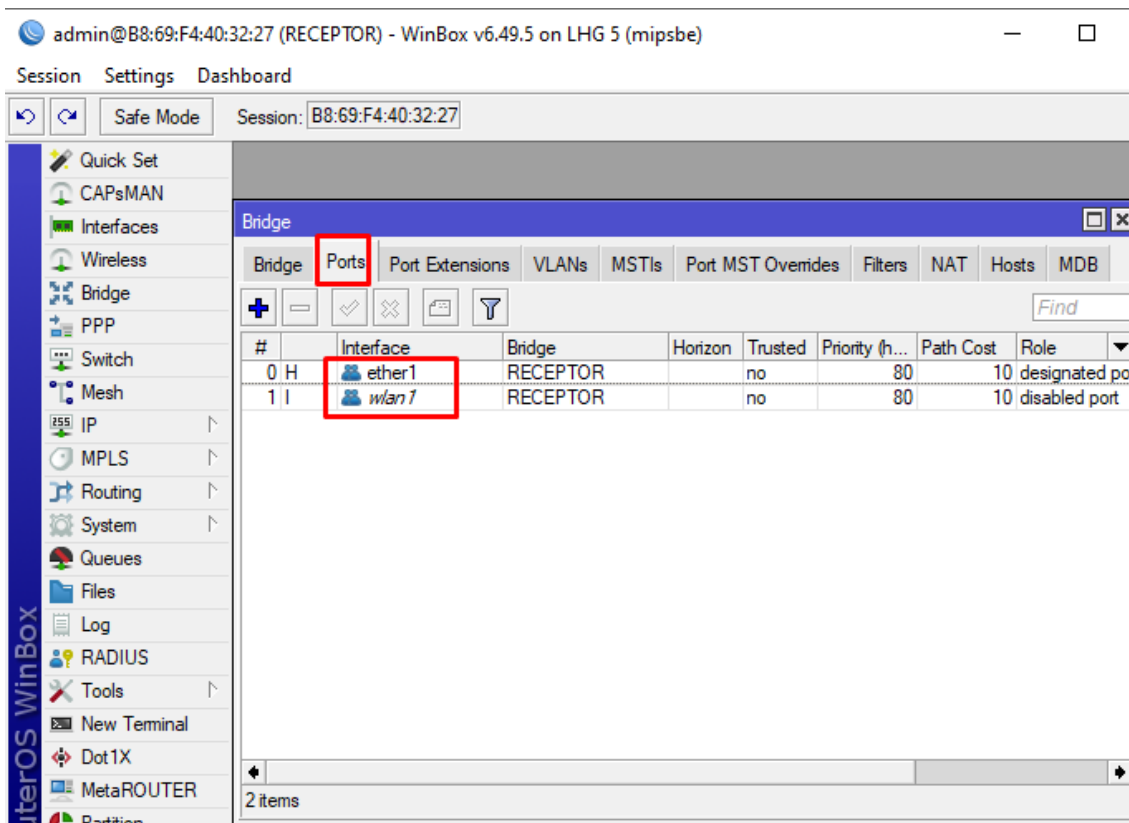 admin@B8:69:F4:40:32:27 (RECEPTOR) - WinBox v6.49.5 on LHG 5 (mipsbe)
Session Settings Dashboard
Safe Mode Session: B8:69:F4:40:32:27
Quick Set
CAPsMAN
Interfaces
Wireless
Bridge
PPP
Switch
Mesh
IP
MPLS
Routing
System
Queues
Files
Log
RADIUS
Tools
New Terminal
Dot1X
MetaROUTER
Partition
uterOS WinBox
Bridge
Bridge Ports Port Extensions VLANs MSTIs Port MST Overrides Filters NAT Hosts MDB
Find
# Interface Bridge Horizon Trusted Priority (h... Path Cost Role
0 H ether1 RECEPTOR no 80 10 designated po
1 I wlan1 RECEPTOR no 80 10 disabled port
2 items